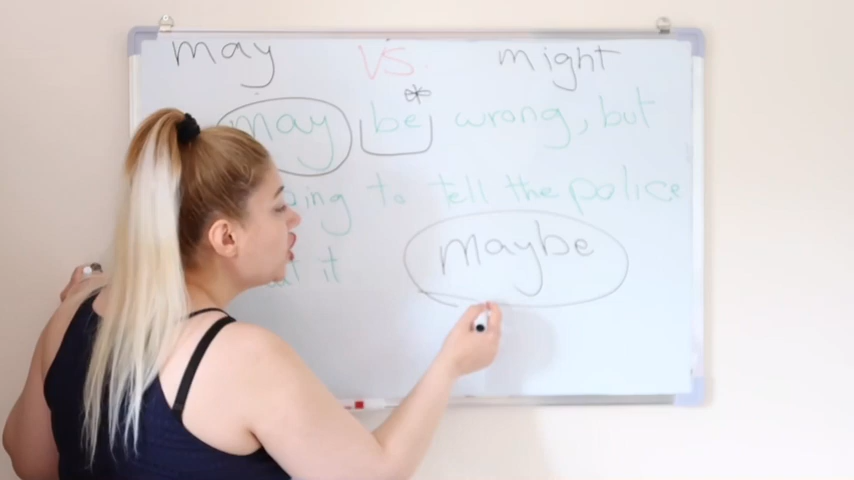 may vs might
may be* wrong, but
to tell the police
maybe
it